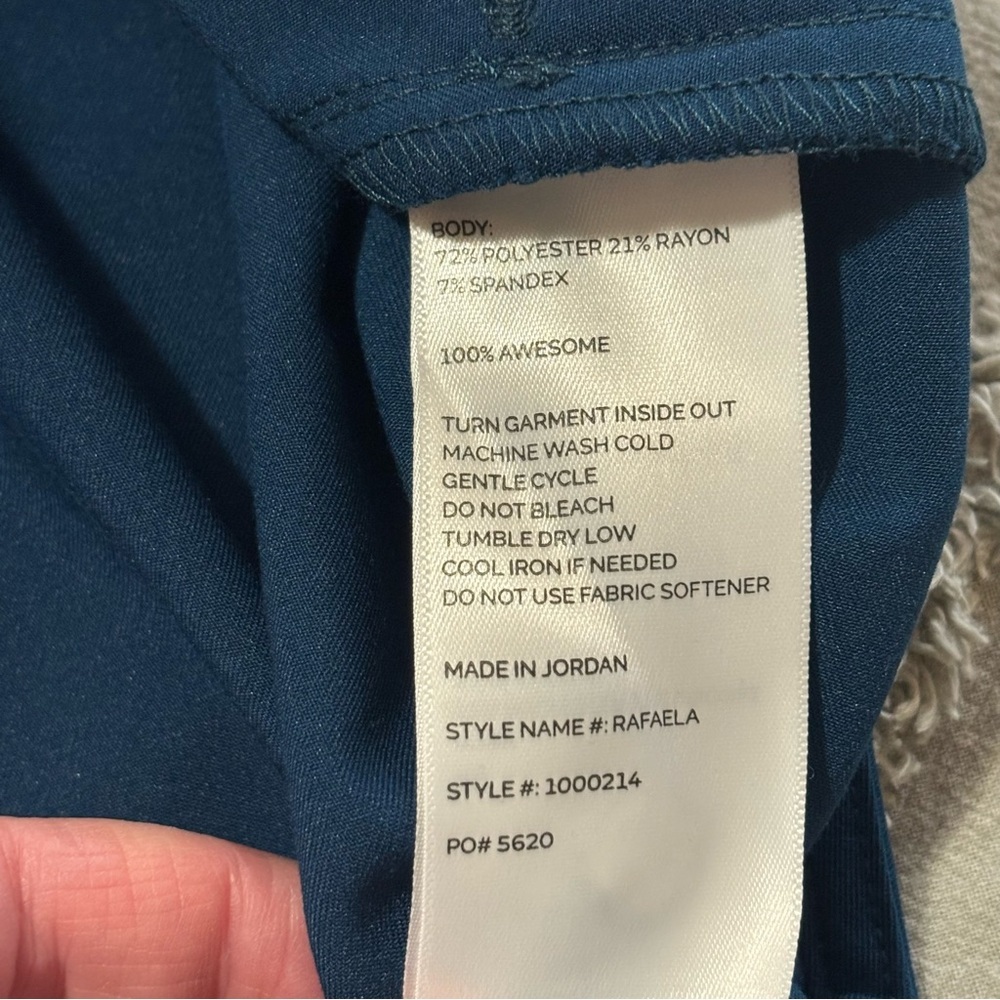 BODY:
72% POLYESTER 21% RAYON
7% SPANDEX
100% AWESOME
TURN GARMENT INSIDE OUT
MACHINE WASH COLD
GENTLE CYCLE
DO NOT BLEACH
TUMBLE DRY LOW
COOL IRON IF NEEDED
DO NOT USE FABRIC SOFTENER
MADE IN JORDAN
STYLE NAME #: RAFAELA
STYLE #: 1000214
PO# 5620